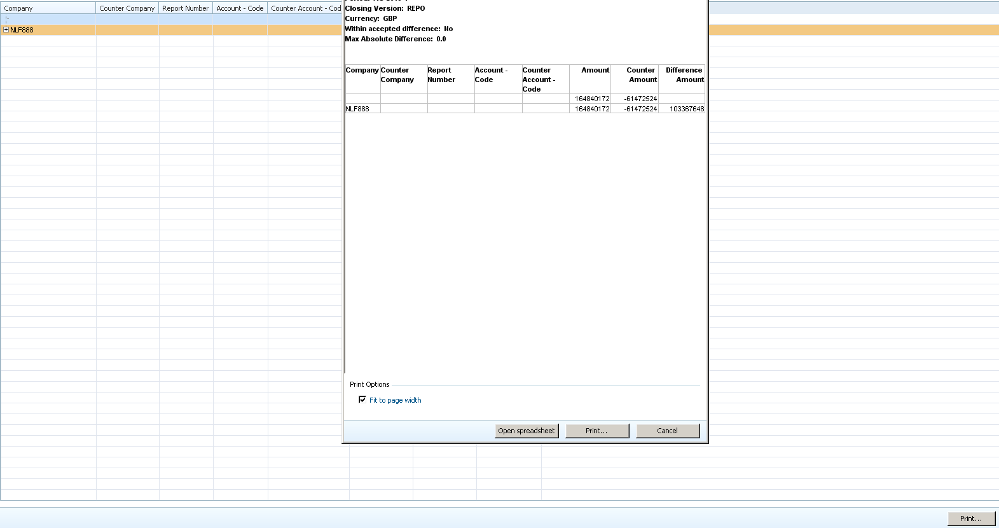 Company Counter Company Report Number Account - Code Counter Account - Cod
NLF888
Closing Version: REPO
Currency: GBP
Within accepted difference: No
Max Absolute Difference: 0.0
Company Counter Company Report Number Account - Code Counter Account - Code Amount Counter Amount Difference Amount
164840172 -61472524
NLF888 164840172 -61472524 103367648
Print Options
Fit to page width
Open spreadsheet Print... Cancel
Print...